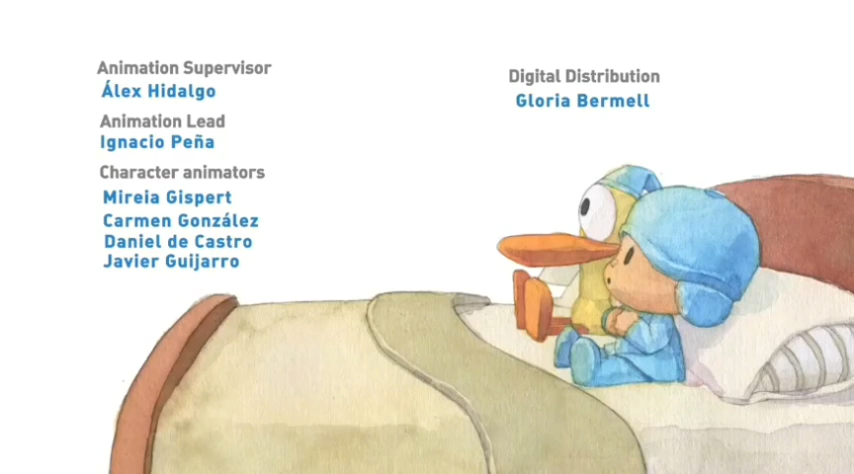 Animation Supervisor
Álex Hidalgo
Animation Lead
Ignacio Peña
Character animators
Mireia Gispert
Carmen González
Daniel de Castro
Javier Guijarro
Digital Distribution
Gloria Bermell